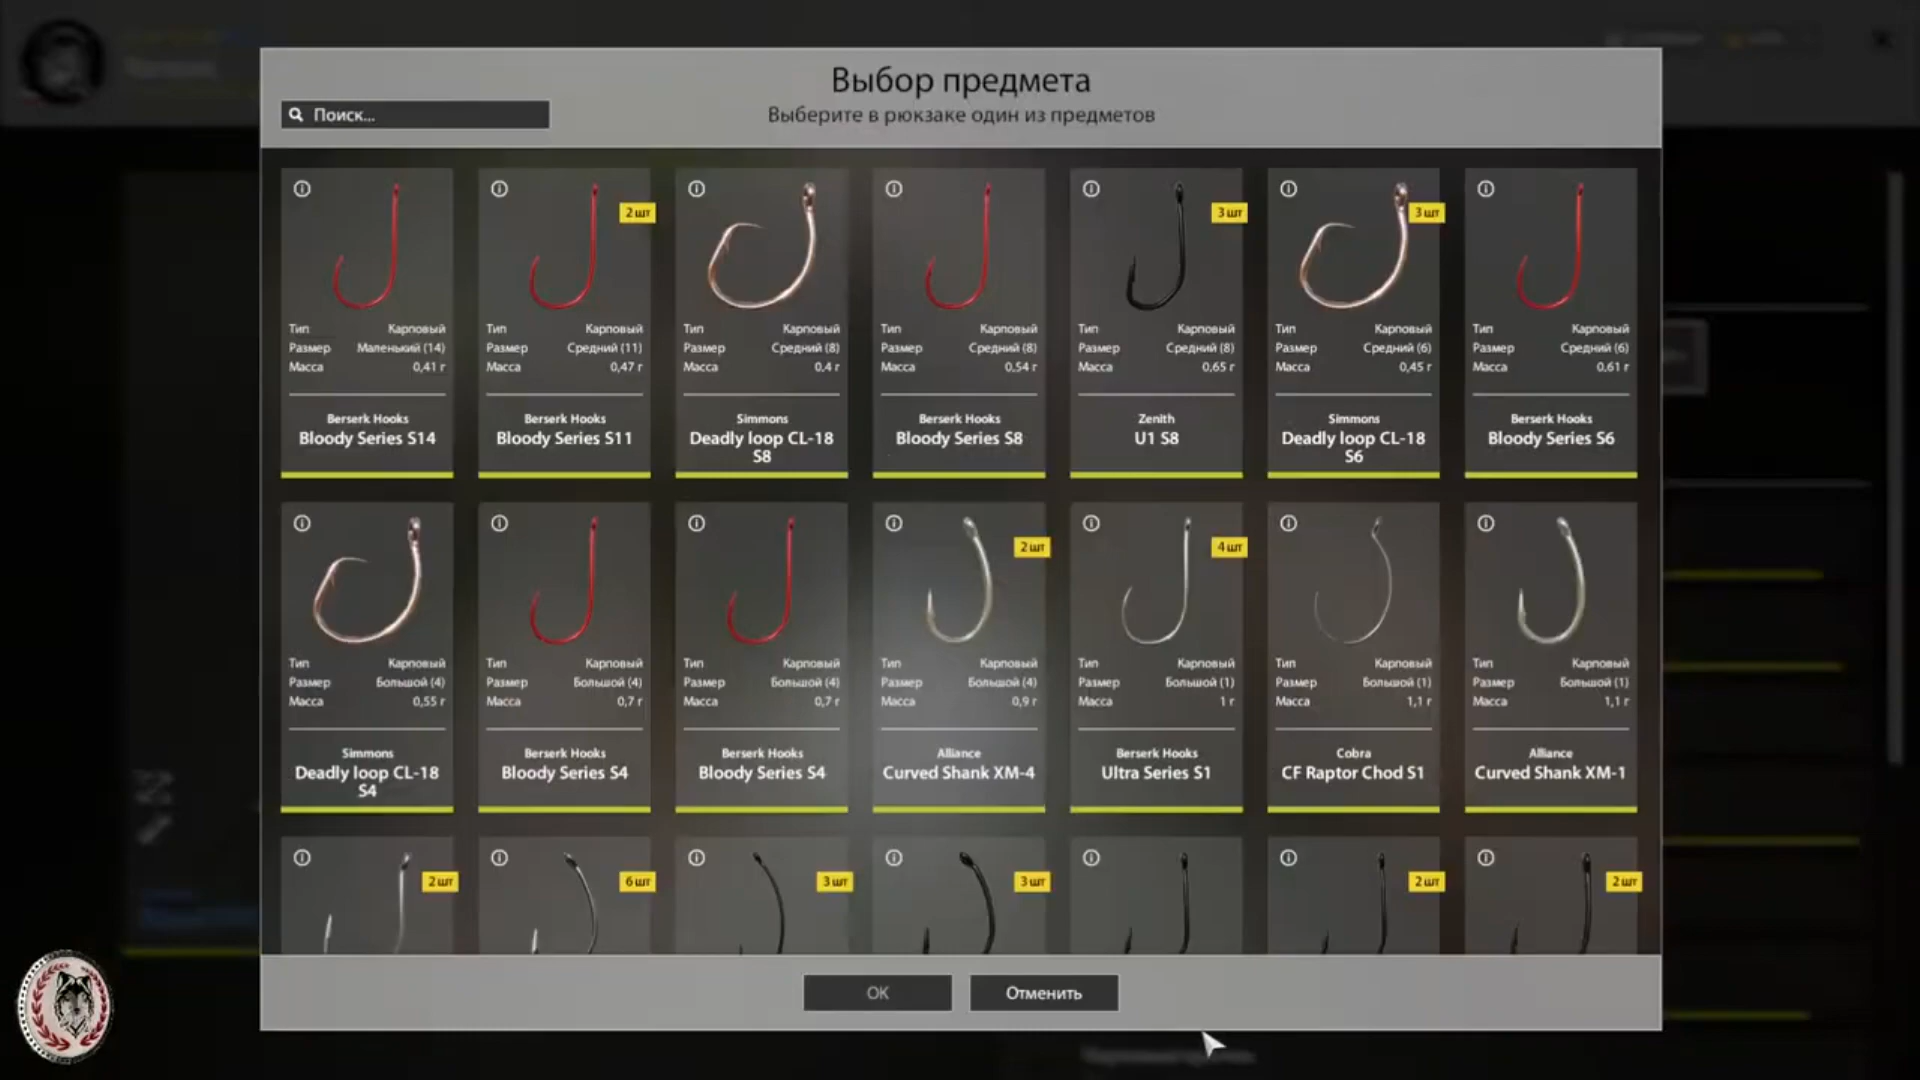 Выбор предмета
Поиск...
Выберите в рюкзаке один из предметов
2 шт
3 шт
3 шт
Тип Карповый
Размер Маленький (14)
Масса 0,41 г
Berserk Hooks
Bloody Series S14
Тип Карповый
Размер Средний (11)
Масса 0,47 г
Berserk Hooks
Bloody Series S11
Тип Карповый
Размер Средний (8)
Масса 0,4 г
Simmons
Deadly loop CL-18
S8
Тип Карповый
Размер Средний (8)
Масса 0,54 г
Berserk Hooks
Bloody Series S8
Тип Карповый
Размер Средний (8)
Масса 0,65 г
Zenith
U1 S8
Тип Карповый
Размер Средний (6)
Масса 0,45 г
Simmons
Deadly loop CL-18
S6
Тип Карповый
Размер Средний (6)
Масса 0,61 г
Berserk Hooks
Bloody Series S6
2 шт
4 шт
Тип Карповый
Размер Большой (4)
Масса 0,55 г
Simmons
Deadly loop CL-18
S4
Тип Карповый
Размер Большой (4)
Масса 0,7 г
Berserk Hooks
Bloody Series S4
Тип Карповый
Размер Большой (4)
Масса 0,7 г
Berserk Hooks
Bloody Series S4
Тип Карповый
Размер Большой (4)
Масса 0,9 г
Alliance
Curved Shank XM-4
Тип Карповый
Размер Большой (1)
Масса 1 г
Berserk Hooks
Ultra Series S1
Тип Карповый
Размер Большой (1)
Масса 1,1 г
Cobra
CF Raptor Chod S1
Тип Карповый
Размер Большой (1)
Масса 1,1 г
Alliance
Curved Shank XM-1
2 шт
6 шт
3 шт
3 шт
2 шт
2 шт
OK
Отменить